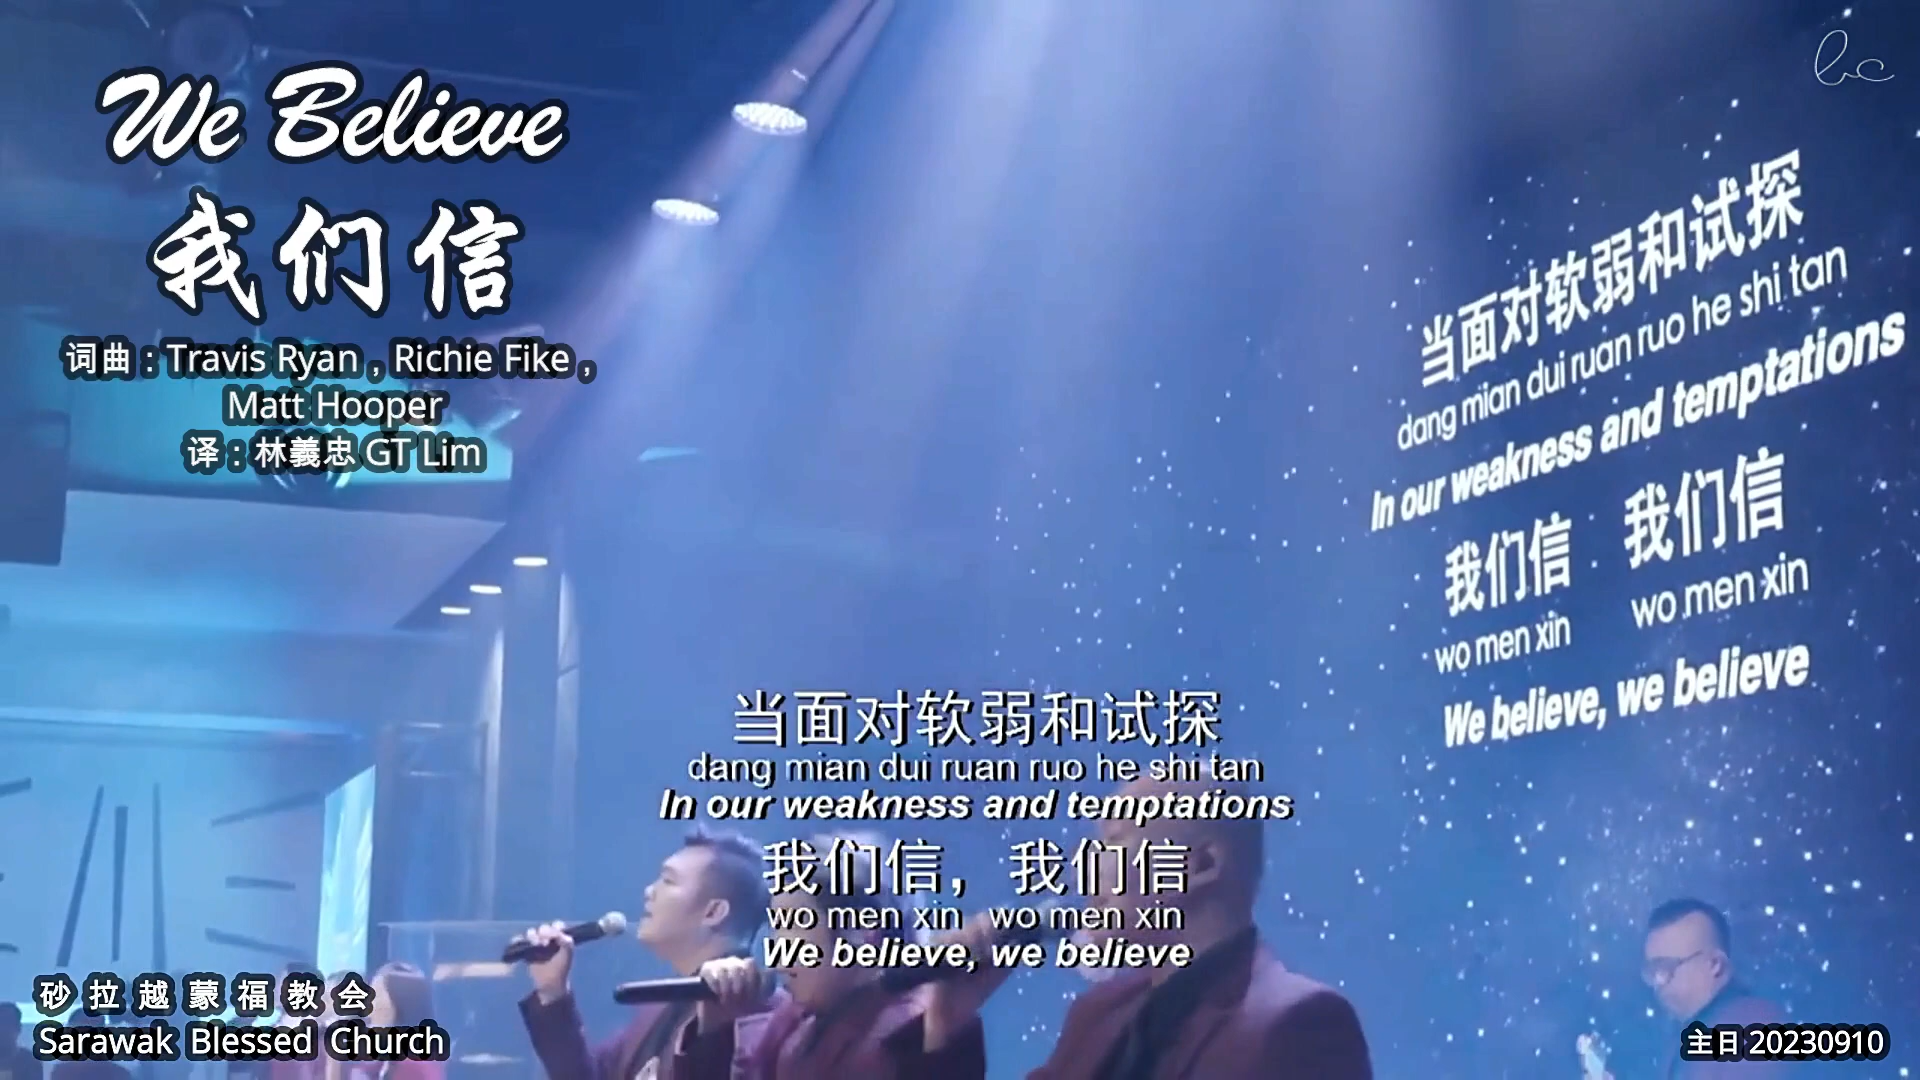 We Believe
我们信
词曲：Travis Ryan , Richie Fike ,
Matt Hooper
译：林義忠 GT Lim
bc
当面对软弱和试探
dang mian dui ruan ruo he shi tan
In our weakness and temptations
我们信 我们信
wo men xin wo men xin
We believe, we believe
当面对软弱和试探
dang mian dui ruan ruo he shi tan
In our weakness and temptations
我们信，我们信
wo men xin wo men xin
We believe, we believe
砂拉越蒙福教会
Sarawak Blessed Church
主日 20230910